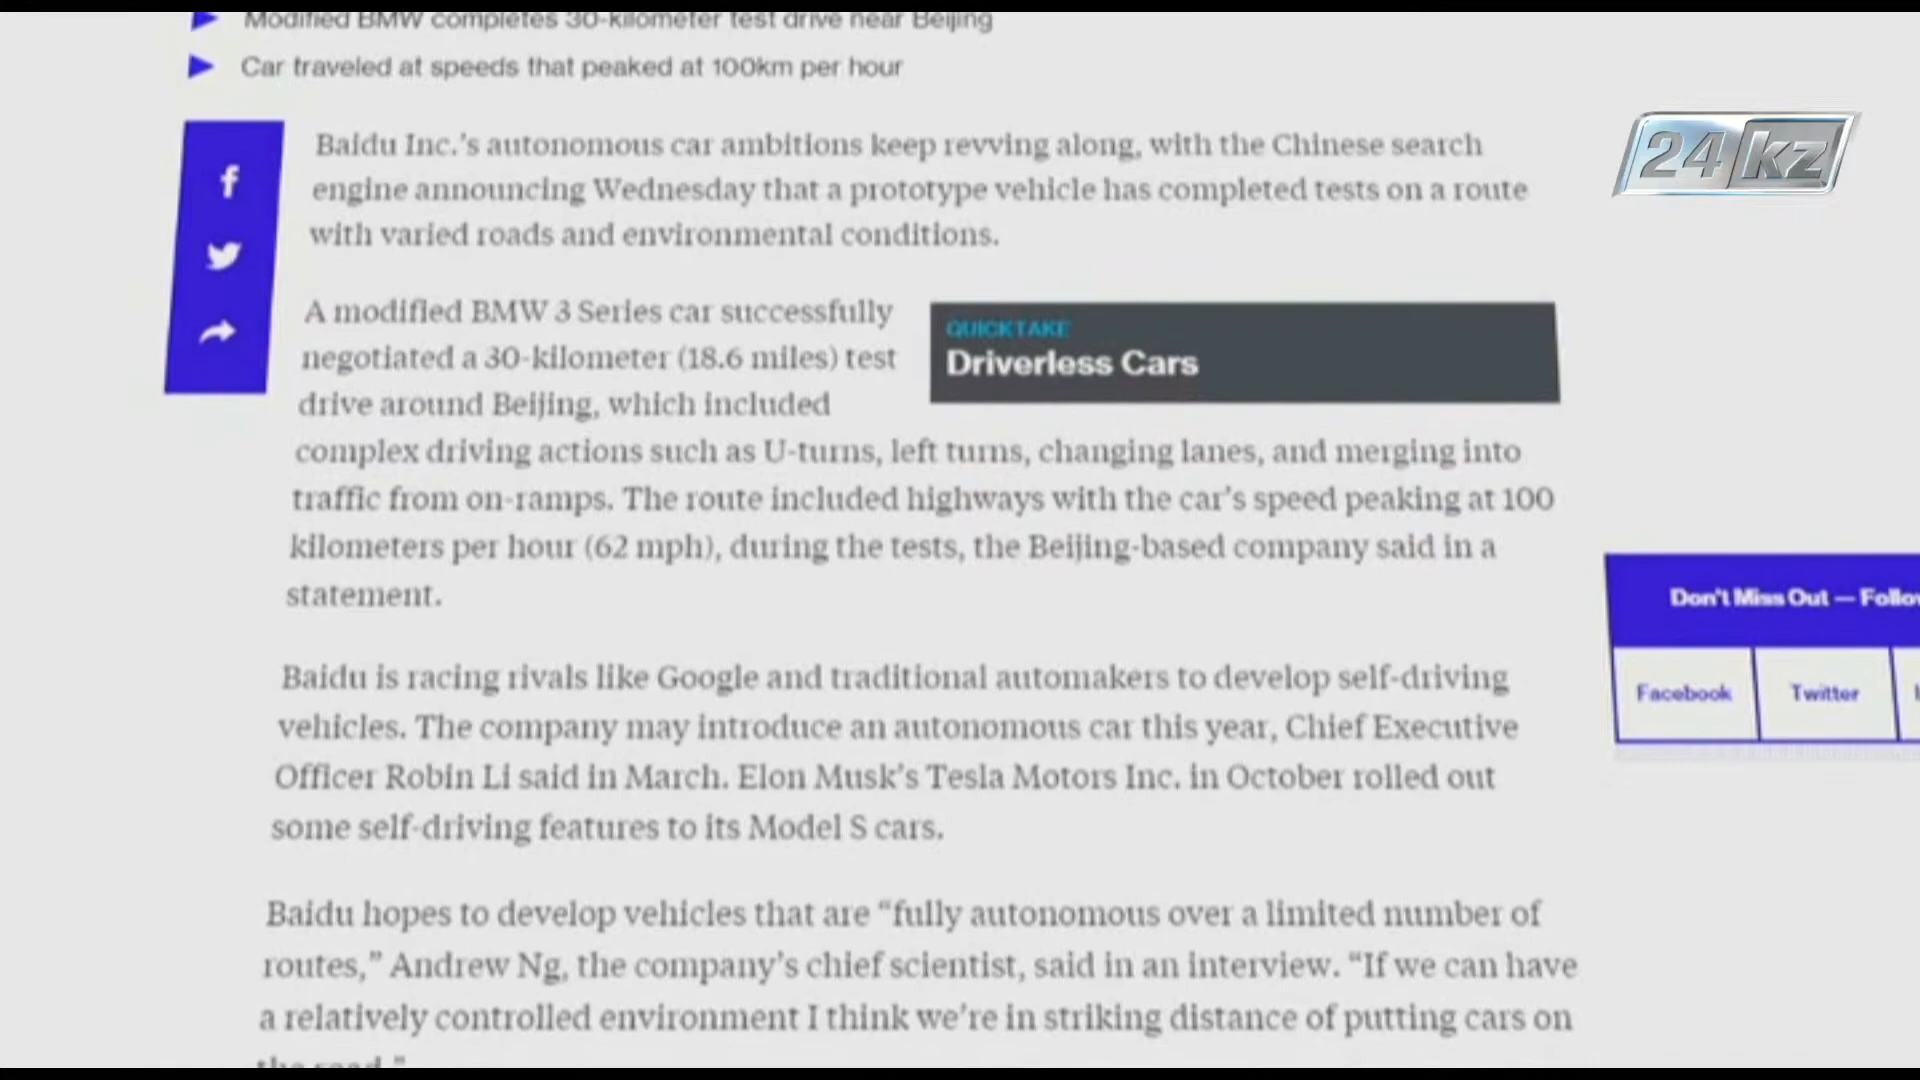 Modified BMW completes 30-kilometer test drive near Beijing
Car traveled at speeds that peaked at 100km per hour
24 kz
Baidu Inc.'s autonomous car ambitions keep revving along, with the Chinese search
engine announcing Wednesday that a prototype vehicle has completed tests on a route
with varied roads and environmental conditions.
A modified BMW 3 Series car successfully
negotiated a 30-kilometer (18.6 miles) test
drive around Beijing, which included
QUICKTAKE
Driverless Cars
complex driving actions such as U-turns, left turns, changing lanes, and merging into
traffic from on-ramps. The route included highways with the car's speed peaking at 100
kilometers per hour (62 mph), during the tests, the Beijing-based company said in a
statement.
Don't Miss Out — Follow
Facebook
Twitter
Baidu is racing rivals like Google and traditional automakers to develop self-driving
vehicles. The company may introduce an autonomous car this year, Chief Executive
Officer Robin Li said in March. Elon Musk's Tesla Motors Inc. in October rolled out
some self-driving features to its Model S cars.
Baidu hopes to develop vehicles that are “fully autonomous over a limited number of
routes,” Andrew Ng, the company's chief scientist, said in an interview. “If we can have
a relatively controlled environment I think we're in striking distance of putting cars on
the road.”